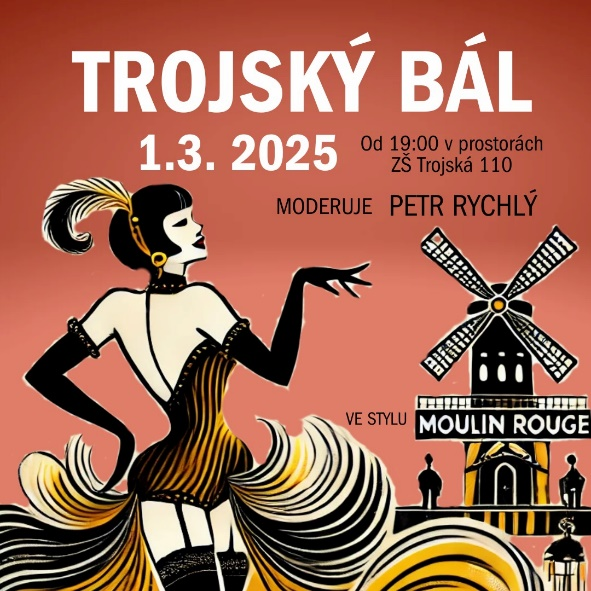 TROJSKÝ BÁL
1.3. 2025
Od 19:00 v prostorách
ZŠ Trojská 110
MODERUJE PETR RYCHLÝ
VE STYLU
MOULIN ROUGE